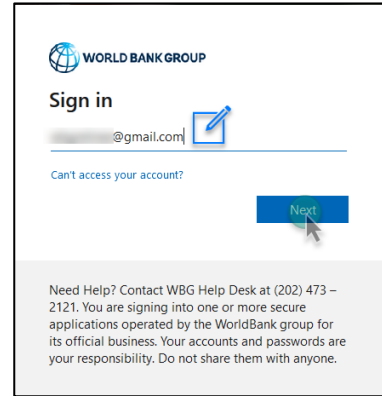 WORLD BANK GROUP
Sign in
@gmail.com
Can't access your account?
Next
Need Help? Contact WBG Help Desk at (202) 473 –
2121. You are signing into one or more secure
applications operated by the WorldBank group for
its official business. Your accounts and passwords are
your responsibility. Do not share them with anyone.